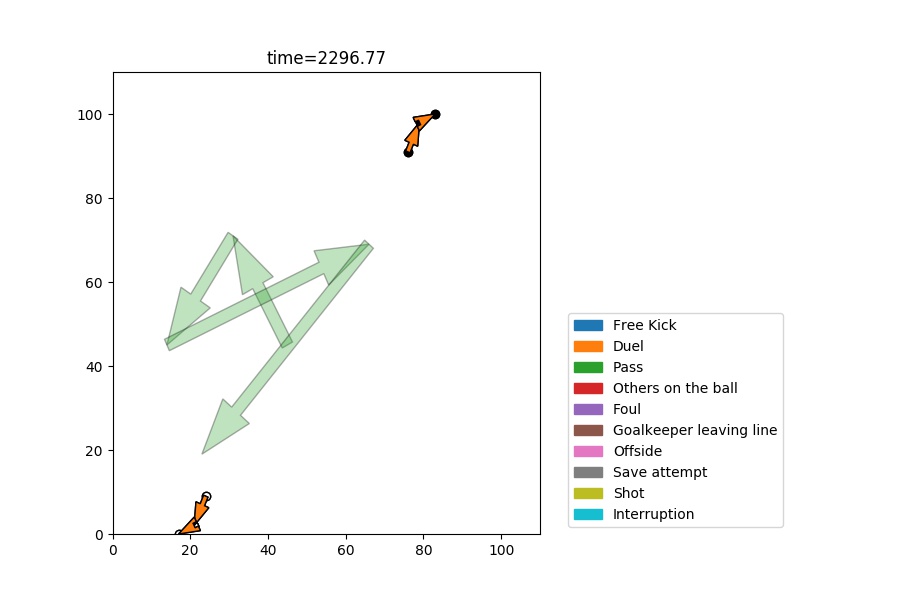 time=2296.77
100
80
60
40
20
0
0 20 40 60 80 100
Free Kick
Duel
Pass
Others on the ball
Foul
Goalkeeper leaving line
Offside
Save attempt
Shot
Interruption